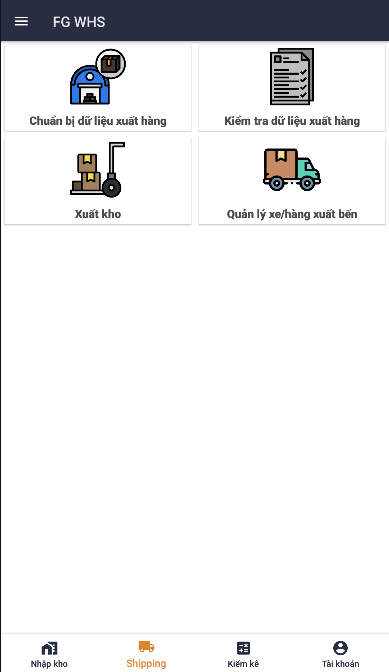 FG WHS
Chuẩn bị dữ liệu xuất hàng
Kiểm tra dữ liệu xuất hàng
Xuất kho
Quản lý xe/hàng xuất bến
Nhập kho
Shipping
Kiểm kê
Tài khoản